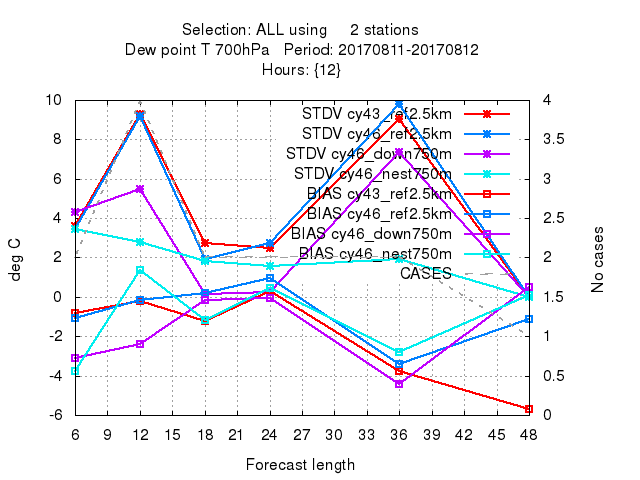 Selection: ALL using 2 stations
Dew point T 700hPa Period: 20170811-20170812
Hours: {12}
10
8
6
4
2
0
-2
-4
-6
deg C
STDV cy43_ref2.5km
STDV cy46_ref2.5km
STDV cy46_down750m
STDV cy46_nest750m
BIAS cy43_ref2.5km
BIAS cy46_ref2.5km
BIAS cy46_down750m
BIAS cy46_nest750m
CASES
4
3.5
3
2.5
2
1.5
1
0.5
0
No cases
6 9 12 15 18 21 24 27 30 33 36 39 42 45 48
Forecast length